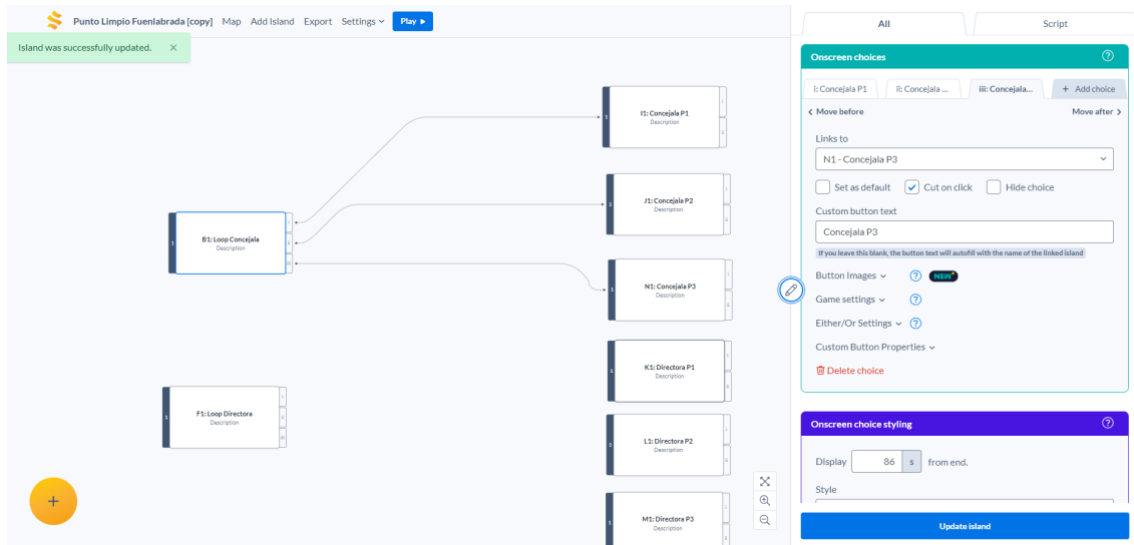 Punto Limpio Fuenlabrada [copy] Map Add Island Export Settings Play
Island was successfully updated. ×
I1: Concejala P1
Description
J1: Concejala P2
Description
B1: Loop Concejala
Description
N1: Concejala P3
Description
K1: Directora P1
Description
F1: Loop Directora
Description
L1: Directora P2
Description
M1: Directora P3
Description
+
All Script
Onscreen choices ?
i: Concejala P1 ii: Concejala ... iii: Concejala... + Add choice
< Move before Move after >
Links to
N1 - Concejala P3
Set as default Cut on click Hide choice
Custom button text
Concejala P3
If you leave this blank, the button text will autofill with the name of the linked island
Button Images ? NEW
Game settings ?
Either/Or Settings ?
Custom Button Properties
Delete choice
Onscreen choice styling ?
Display 86 s from end.
Style
Update island